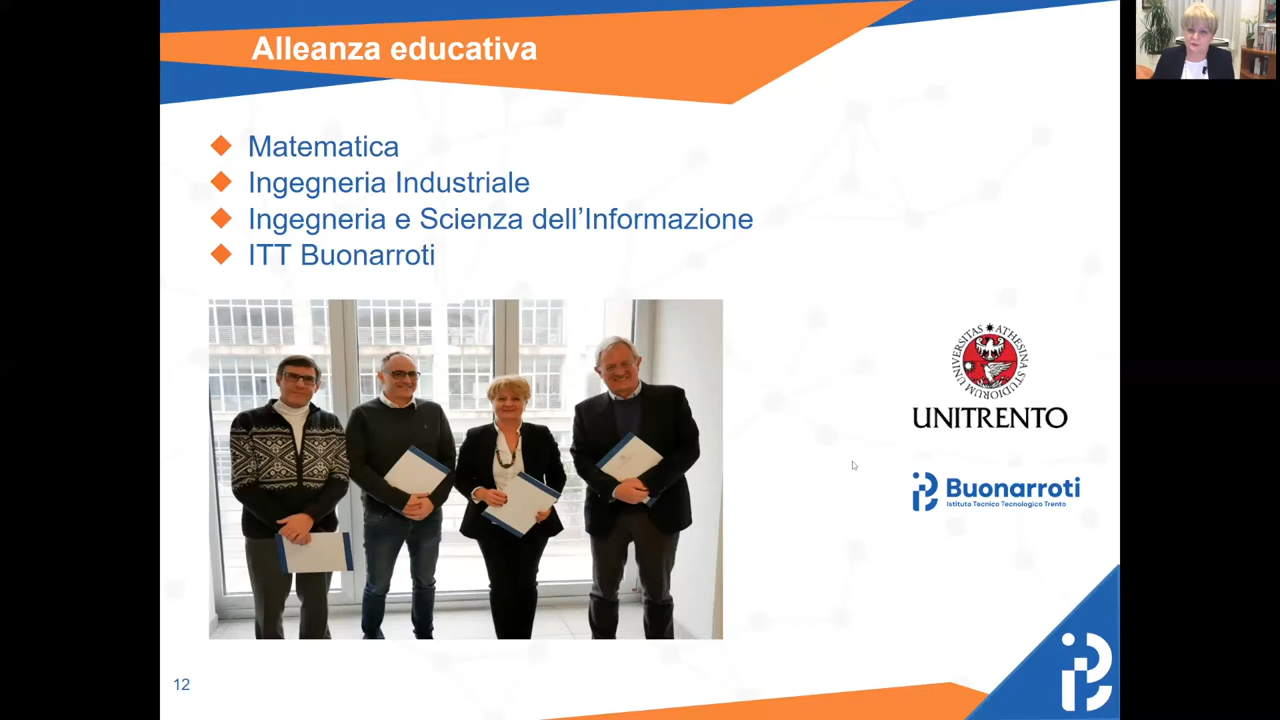 Alleanza educativa
Matematica
Ingegneria Industriale
Ingegneria e Scienza dell’Informazione
ITT Buonarroti
UNIVERSITAS ATHESINA STUDIORUM
UNITRENTO
Buonarroti
Istituto Tecnico Tecnologico Trento
12